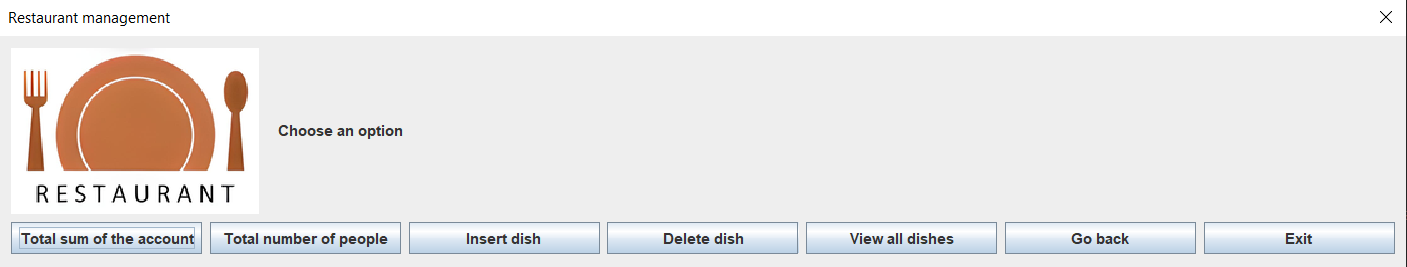 Restaurant management
RESTAURANT
Choose an option
Total sum of the account
Total number of people
Insert dish
Delete dish
View all dishes
Go back
Exit